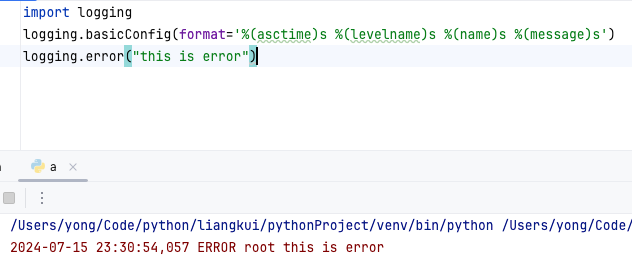 import logging
logging.basicConfig(format='%(asctime)s %(levelname)s %(name)s %(message)s')
logging.error("this is error")
a
/Users/yong/Code/python/liangkui/pythonProject/venv/bin/python /Users/yong/Code/
2024-07-15 23:30:54,057 ERROR root this is error